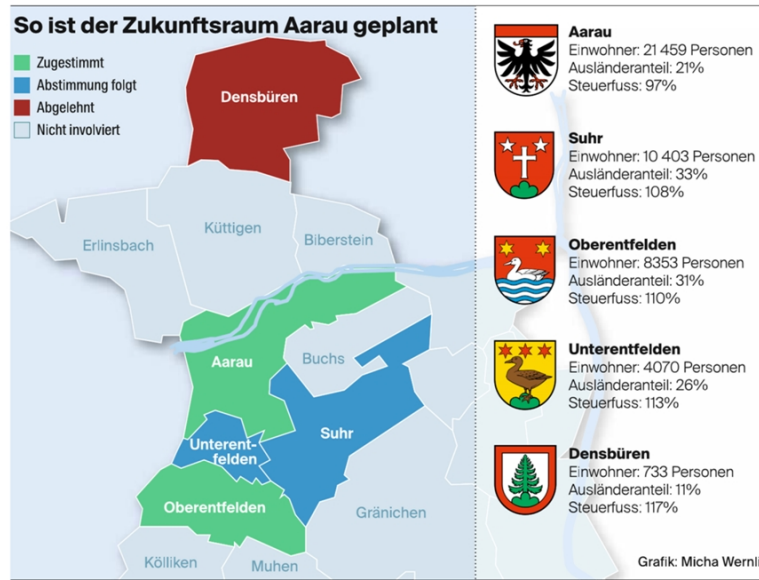 So ist der Zukunftsraum Aarau geplant
Zugestimmt
Abstimmung folgt
Abgelehnt
Nicht involviert
Densbüren
Küttigen
Erlinsbach
Biberstein
Aarau
Buchs
Suhr
Unterent-
felden
Oberentfelden
Gränichen
Kölliken
Muhen
Aarau
Einwohner: 21 459 Personen
Ausländeranteil: 21%
Steuerfuss: 97%
Suhr
Einwohner: 10 403 Personen
Ausländeranteil: 33%
Steuerfuss: 108%
Oberentfelden
Einwohner: 8353 Personen
Ausländeranteil: 31%
Steuerfuss: 110%
Unterentfelden
Einwohner: 4070 Personen
Ausländeranteil: 26%
Steuerfuss: 113%
Densbüren
Einwohner: 733 Personen
Ausländeranteil: 11%
Steuerfuss: 117%
Grafik: Micha Wernli